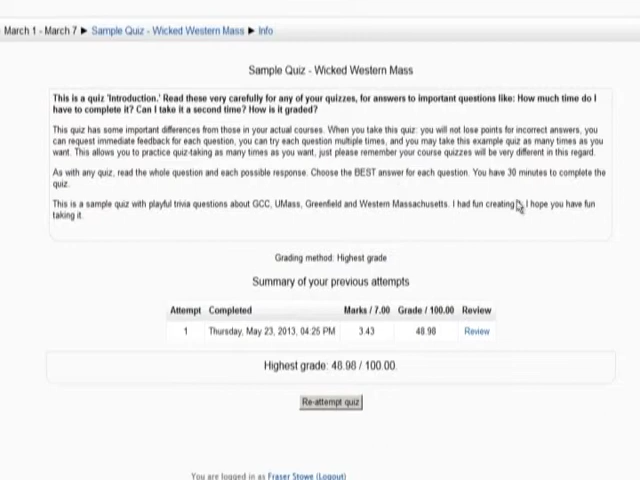 March 1 - March 7 ► Sample Quiz - Wicked Western Mass ► Info
Sample Quiz - Wicked Western Mass
This is a quiz 'Introduction.' Read these very carefully for any of your quizzes, for answers to important questions like: How much time do I
have to complete it? Can I take it a second time? How is it graded?
This quiz has some important differences from those in your actual courses. When you take this quiz: you will not lose points for incorrect answers, you
can request immediate feedback for each question, you can try each question multiple times, and you may take this example quiz as many times as you
want. This allows you to practice quiz-taking as many times as you want, just please remember your course quizzes will be very different in this regard.
As with any quiz, read the whole question and each possible response. Choose the BEST answer for each question. You have 30 minutes to complete the
quiz.
This is a sample quiz with playful trivia questions about GCC, UMass, Greenfield and Western Massachusetts. I had fun creating I hope you have fun
taking it.
Grading method: Highest grade
Summary of your previous attempts
Attempt Completed Marks / 7.00 Grade / 100.00 Review
1 Thursday, May 23, 2013, 04:25 PM 3.43 48.98 Review
Highest grade: 48.98 / 100.00.
Re-attempt quiz
You are logged in as Fraser Stowe (Logout)